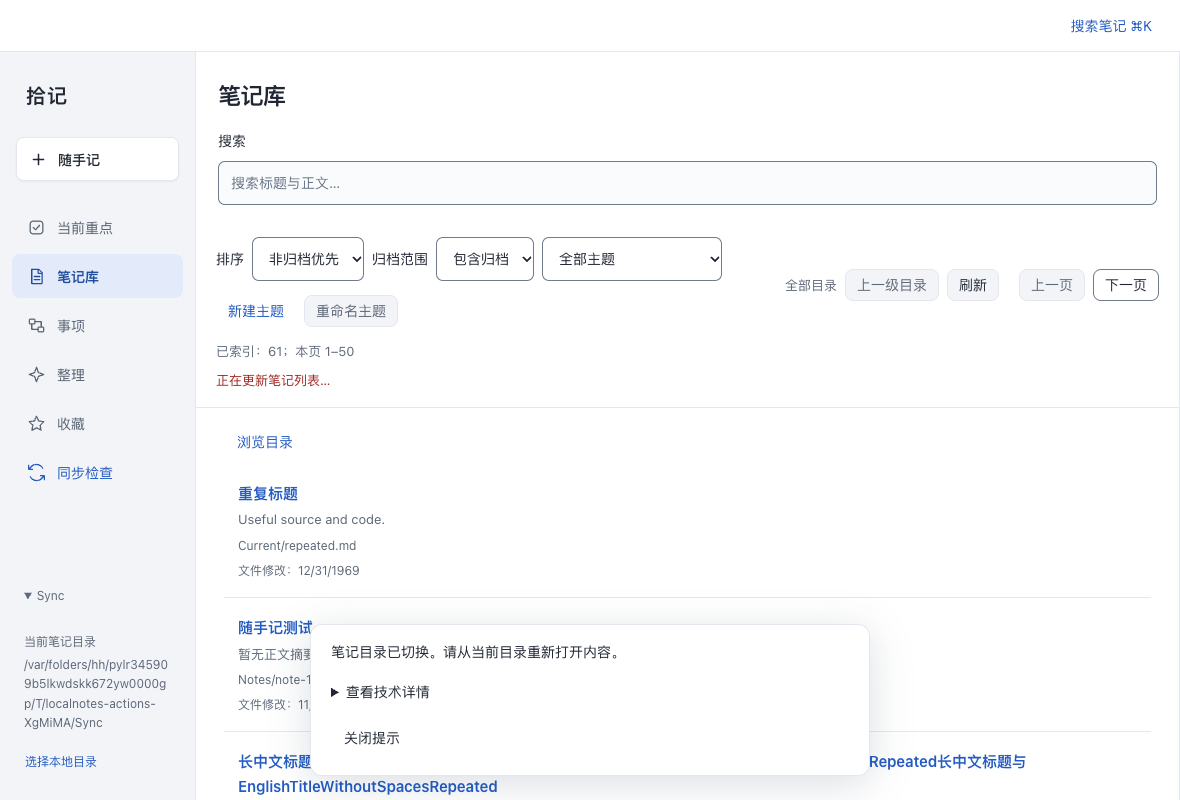 搜索笔记 ⌘K
拾记
随手记
当前重点
笔记库
事项
整理
收藏
同步检查
Sync
当前笔记目录
/var/folders/hh/pylr34590
9b5lkwdskk672yw0000g
p/T/localnotes-actions-
XgMiMA/Sync
选择本地目录
笔记库
搜索
搜索标题与正文...
排序 非归档优先 归档范围 包含归档 全部主题
全部目录 上一级目录 刷新 上一页 下一页
新建主题 重命名主题
已索引：61；本页 1–50
正在更新笔记列表...
浏览目录
重复标题
Useful source and code.
Current/repeated.md
文件修改：12/31/1969
随手记测试
暂无正文摘要
Notes/note-1
文件修改：11/
长中文标题
Repeated长中文标题与
EnglishTitleWithoutSpacesRepeated
笔记目录已切换。请从当前目录重新打开内容。
查看技术详情
关闭提示